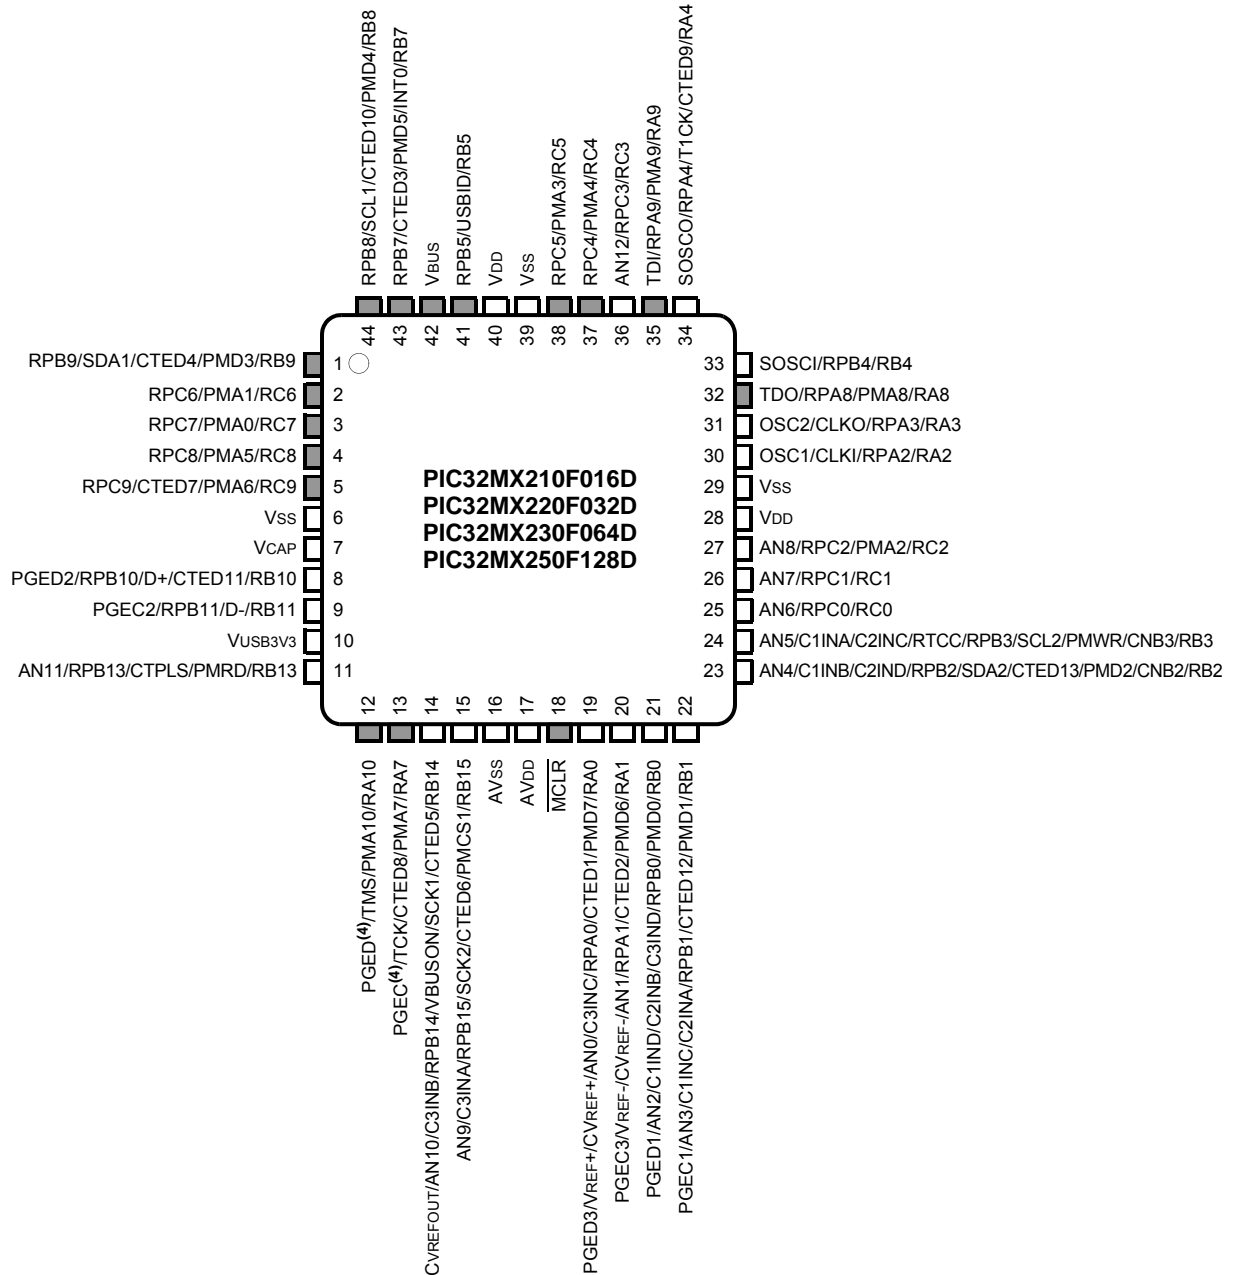 RPB8/SCL1/CTED10/PMD4/RB8
RPB7/CTED3/PMD5/INT0/RB7
VBUS
RPB5/USBID/RB5
VDD
VSS
RPC5/PMA3/RC5
RPC4/PMA4/RC4
AN12/RPC3/RC3
TDI/RPA9/PMA9/RA9
SOSCO/RPA4/T1CK/CTED9/RA4
44
43
42
41
40
39
38
37
36
35
34
RPB9/SDA1/CTED4/PMD3/RB9 1
RPC6/PMA1/RC6 2
RPC7/PMA0/RC7 3
RPC8/PMA5/RC8 4
RPC9/CTED7/PMA6/RC9 5
VSS 6
VCAP 7
PGED2/RPB10/D+/CTED11/RB10 8
PGEC2/RPB11/D-/RB11 9
VUSB3V3 10
AN11/RPB13/CTPLS/PMRD/RB13 11
PIC32MX210F016D
PIC32MX220F032D
PIC32MX230F064D
PIC32MX250F128D
33 SOSCI/RPB4/RB4
32 TDO/RPA8/PMA8/RA8
31 OSC2/CLKO/RPA3/RA3
30 OSC1/CLKI/RPA2/RA2
29 VSS
28 VDD
27 AN8/RPC2/PMA2/RC2
26 AN7/RPC1/RC1
25 AN6/RPC0/RC0
24 AN5/C1INA/C2INC/RTCC/RPB3/SCL2/PMWR/CNB3/RB3
23 AN4/C1INB/C2IND/RPB2/SDA2/CTED13/PMD2/CNB2/RB2
12
13
14
15
16
17
18
19
20
21
22
PGED(4)/TMS/PMA10/RA10
PGEC(4)/TCK/CTED8/PMA7/RA7
CVREFOUT/AN10/C3INB/RPB14/VBUSON/SCK1/CTED5/RB14
AN9/C3INA/RPB15/SCK2/CTED6/PMCS1/RB15
AVSS
AVDD
MCLR
PGED3/VREF+/CVREF+/AN0/C3INC/RPA0/CTED1/PMD7/RA0
PGEC3/VREF-/CVREF-/AN1/RPA1/CTED2/PMD6/RA1
PGED1/AN2/C1IND/C2INB/C3IND/RPB0/PMD0/RB0
PGEC1/AN3/C1INC/C2INA/RPB1/CTED12/PMD1/RB1